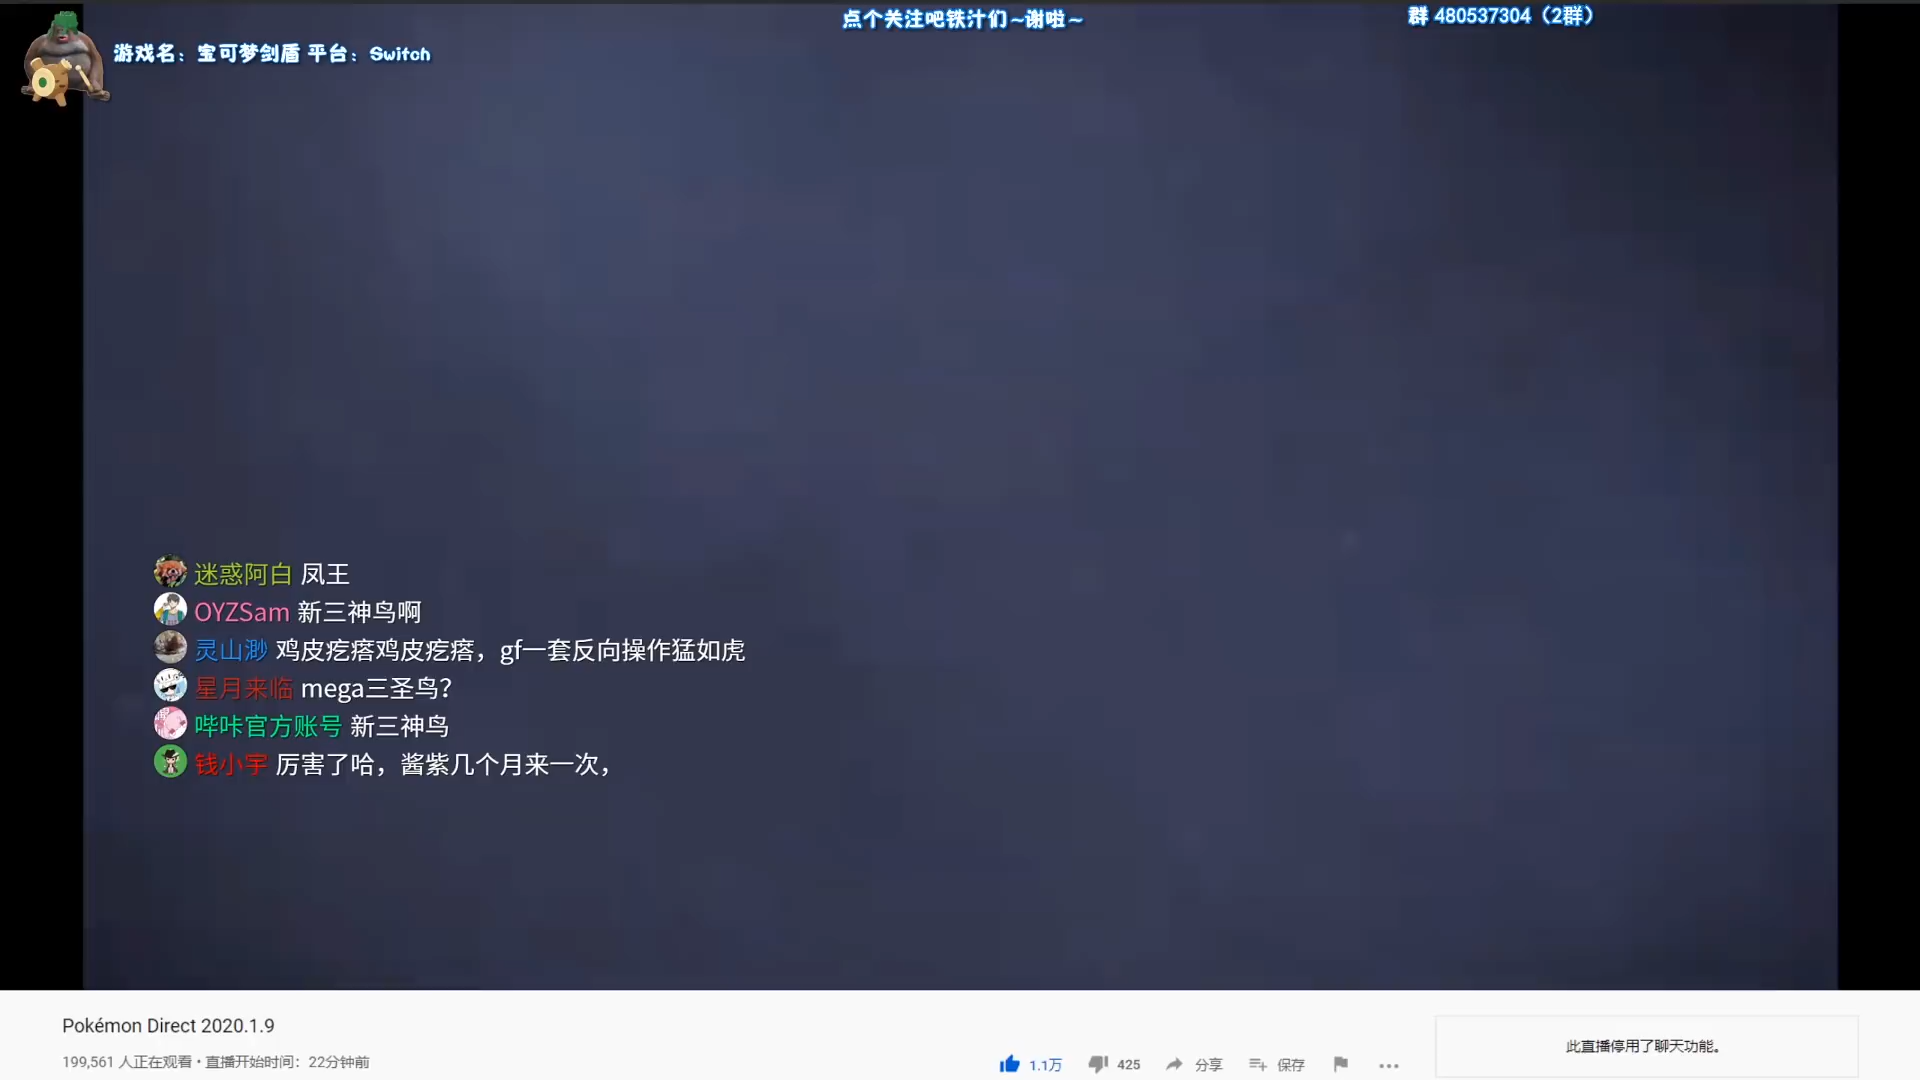 点个关注吧铁汁们~谢啦~
群 480537304（2群）
游戏名：宝可梦剑盾 平台：Switch
迷惑阿白 凤王
OYZSam 新三神鸟啊
灵山渺 鸡皮疙瘩鸡皮疙瘩，gf一套反向操作猛如虎
星月来临 mega三圣鸟？
哔咔官方账号 新三神鸟
钱小宇 厉害了哈，酱紫几个月来一次，
Pokémon Direct 2020.1.9
199,561 人正在观看 • 直播开始时间：22分钟前
1.1万 425 分享 保存
此直播停用了聊天功能。